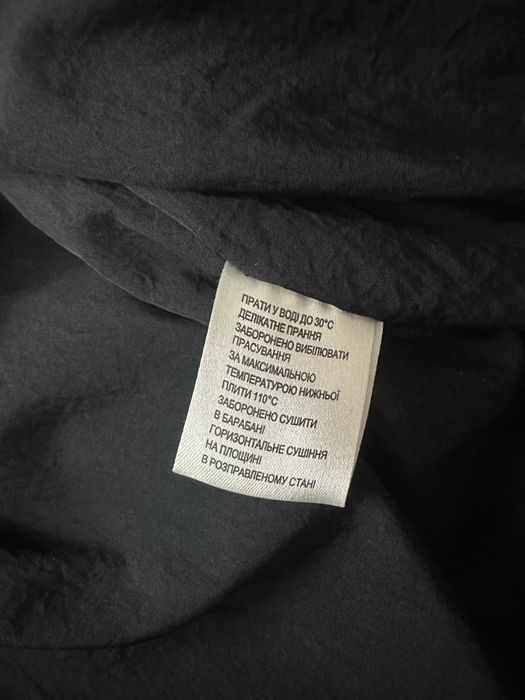 ПРАТИ У ВОДІ ДО 30°С
ДЕЛІКАТНЕ ПРАННЯ
ЗАБОРОНЕНО ВИБІЛЮВАТИ
ПРАСУВАННЯ
ЗА МАКСИМАЛЬНОЮ
ТЕМПЕРАТУРОЮ НИЖНЬОЇ
ПЛИТИ 110°С
ЗАБОРОНЕНО СУШИТИ
В БАРАБАНІ
ГОРИЗОНТАЛЬНЕ СУШІННЯ
НА ПЛОЩИНІ
В РОЗПРАВЛЕНОМУ СТАНІ